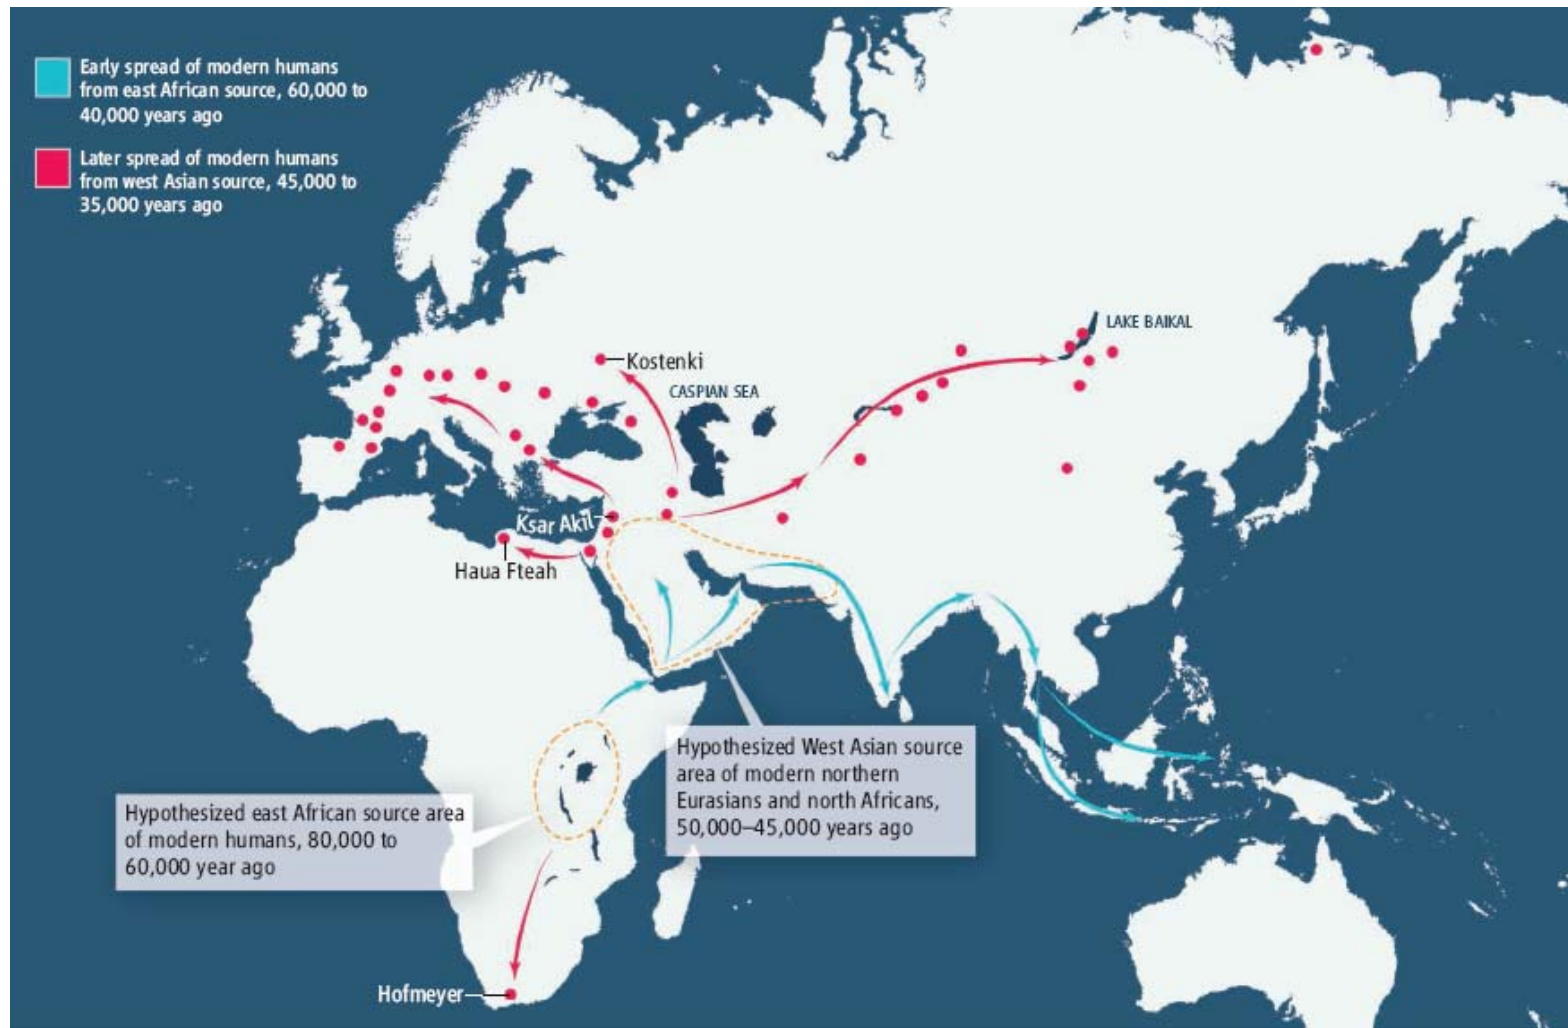 Early spread of modern humans
from east African source, 60,000 to
40,000 years ago
Later spread of modern humans
from west Asian source, 45,000 to
35,000 years ago
LAKE BAIKAL
Kostenki
CASPIAN SEA
Ksar Akil
Haua Fteah
Hypothesized West Asian source
area of modern northern
Eurasians and north Africans,
50,000–45,000 years ago
Hypothesized east African source area
of modern humans, 80,000 to
60,000 year ago
Hofmeyer